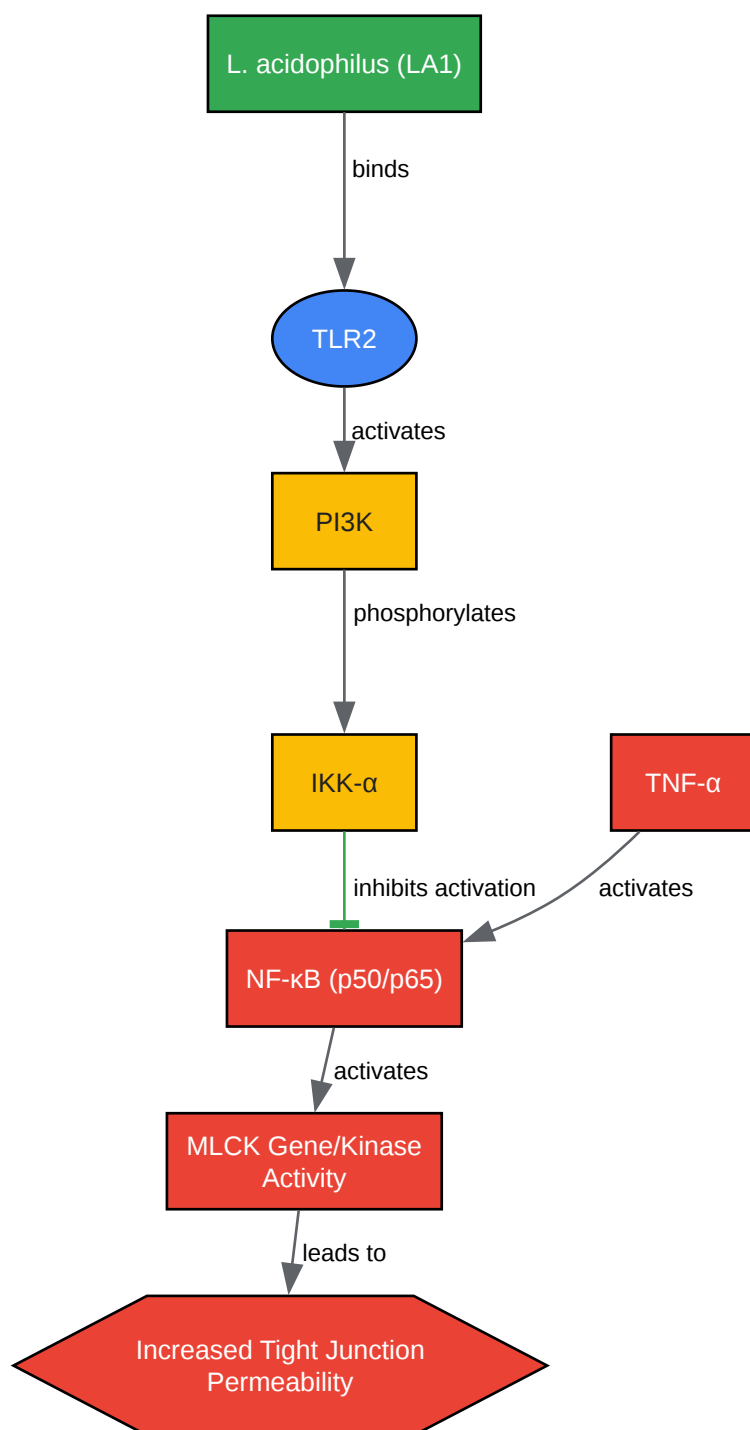 L. acidophilus (LA1)
binds
TLR2
activates
PI3K
phosphorylates
IKK-α
TNF-α
inhibits activation
activates
NF-κB (p50/p65)
activates
MLCK Gene/Kinase
Activity
leads to
Increased Tight Junction
Permeability